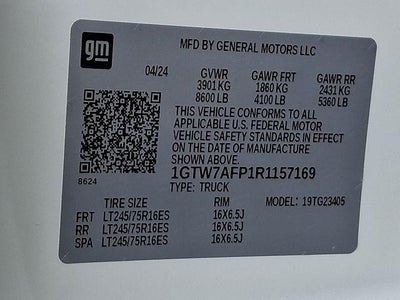 gm
MFD BY GENERAL MOTORS LLC
04/24 GVWR GAWR FRT GAWR RR
3901 KG 1860 KG 2431 KG
8600 LB 4100 LB 5360 LB
THIS VEHICLE CONFORMS TO ALL
APPLICABLE U.S. FEDERAL MOTOR
VEHICLE SAFETY STANDARDS IN EFFECT
ON THE DATE OF MANUFACTURE
SHOWN ABOVE
1GTW7AFP1R1157169
8624 TYPE: TRUCK
TIRE SIZE RIM MODEL: 19TG23405
FRT LT245/75R16ES 16X6.5J
RR LT245/75R16ES 16X6.5J
SPA LT245/75R16ES 16X6.5J